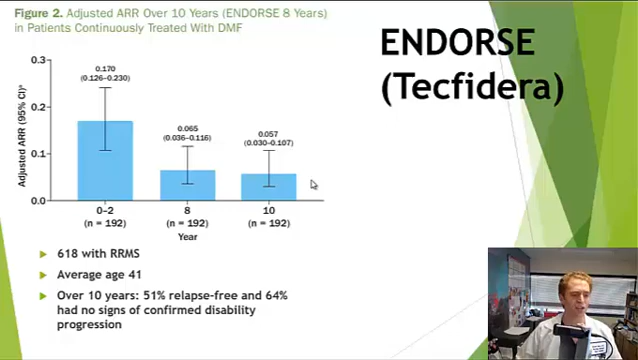 Figure 2. Adjusted ARR Over 10 Years (ENDORSE 8 Years)
in Patients Continuously Treated With DMF
ENDORSE
(Tecfidera)
Adjusted ARR (95% CI)ᵃ
0.3
0.2
0.1
0.0
0.170
(0.126–0.230)
0.065
(0.036–0.116)
0.057
(0.030–0.107)
0–2
(n = 192)
8
(n = 192)
10
(n = 192)
Year
618 with RRMS
Average age 41
Over 10 years: 51% relapse-free and 64%
had no signs of confirmed disability
progression